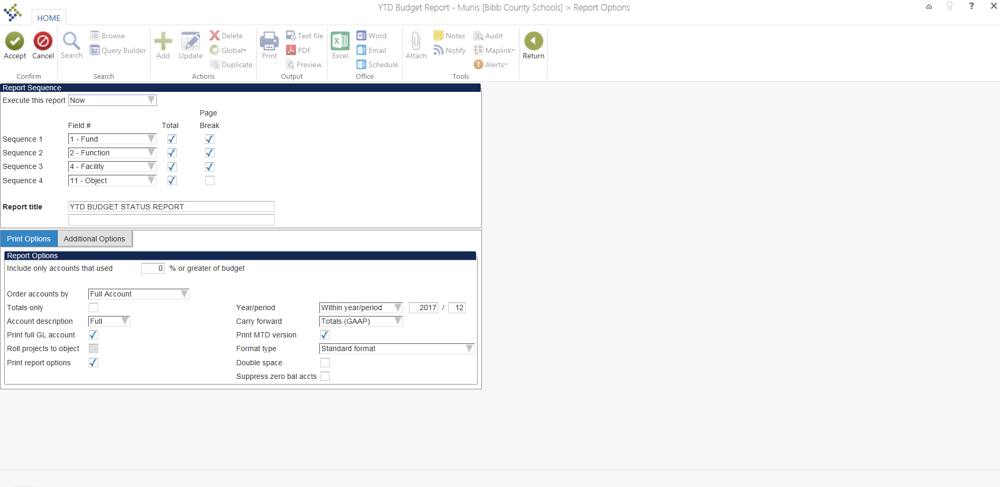 YTD Budget Report - Munis [Bibb County Schools] > Report Options
?
HOME
Accept
Cancel
Confirm
Search
Browse
Query Builder
Search
Add
Update
Delete
Global
Duplicate
Actions
Print
Text file
PDF
Preview
Output
Excel
Word
Email
Schedule
Office
Attach
Notes
Notify
Audit
Maplink
Alerts
Tools
Return
Report Sequence
Execute this report Now
Page
Field # Total Break
Sequence 1 1 - Fund
Sequence 2 2 - Function
Sequence 3 4 - Facility
Sequence 4 11 - Object
Report title YTD BUDGET STATUS REPORT
Print Options Additional Options
Report Options
Include only accounts that used 0 % or greater of budget
Order accounts by Full Account
Totals only Year/period Within year/period 2017 / 12
Account description Full Carry forward Totals (GAAP)
Print full GL account Print MTD version
Roll projects to object Format type Standard format
Print report options Double space
Suppress zero bal accts